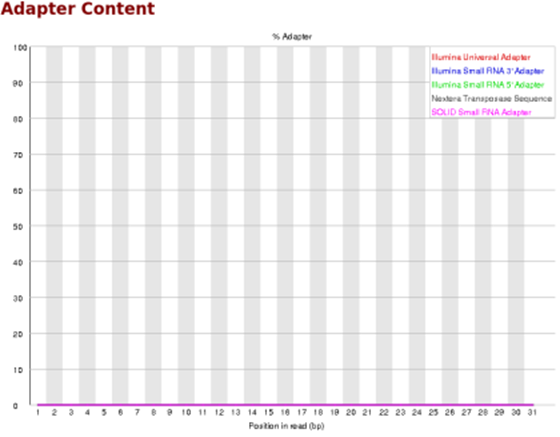 Adapter Content
% Adapter
Illumina Universal Adapter
Illumina Small RNA 3' Adapter
Illumina Small RNA 5' Adapter
Nextera Transposase Sequence
SOLID Small RNA Adapter
100
90
80
70
60
50
40
30
20
10
0
1 2 3 4 5 6 7 8 9 10 11 12 13 14 15 16 17 18 19 20 21 22 23 24 25 26 27 28 29 30 31
Position in read (bp)